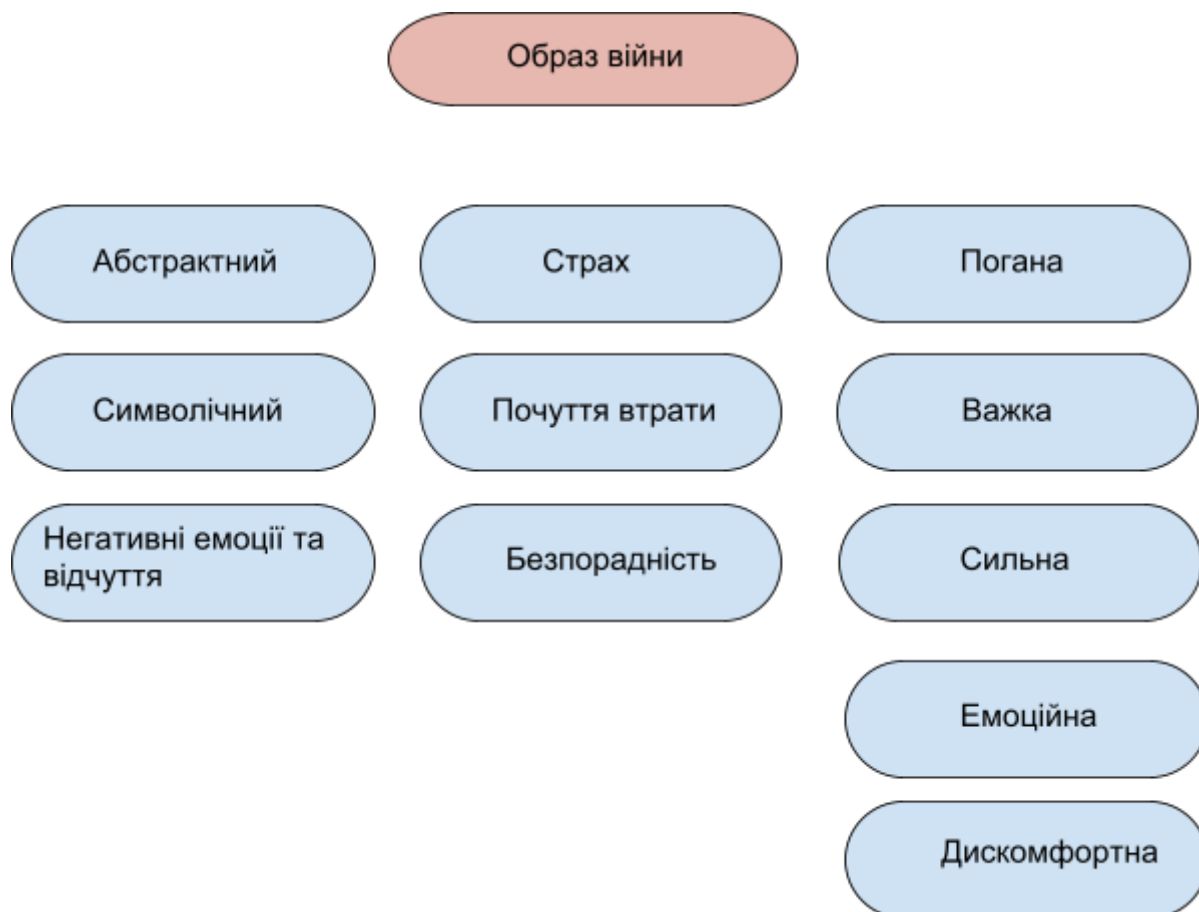 Образ війни
Абстрактний
Страх
Погана
Символічний
Почуття втрати
Важка
Негативні емоції та
відчуття
Безпорадність
Сильна
Емоційна
Дискомфортна